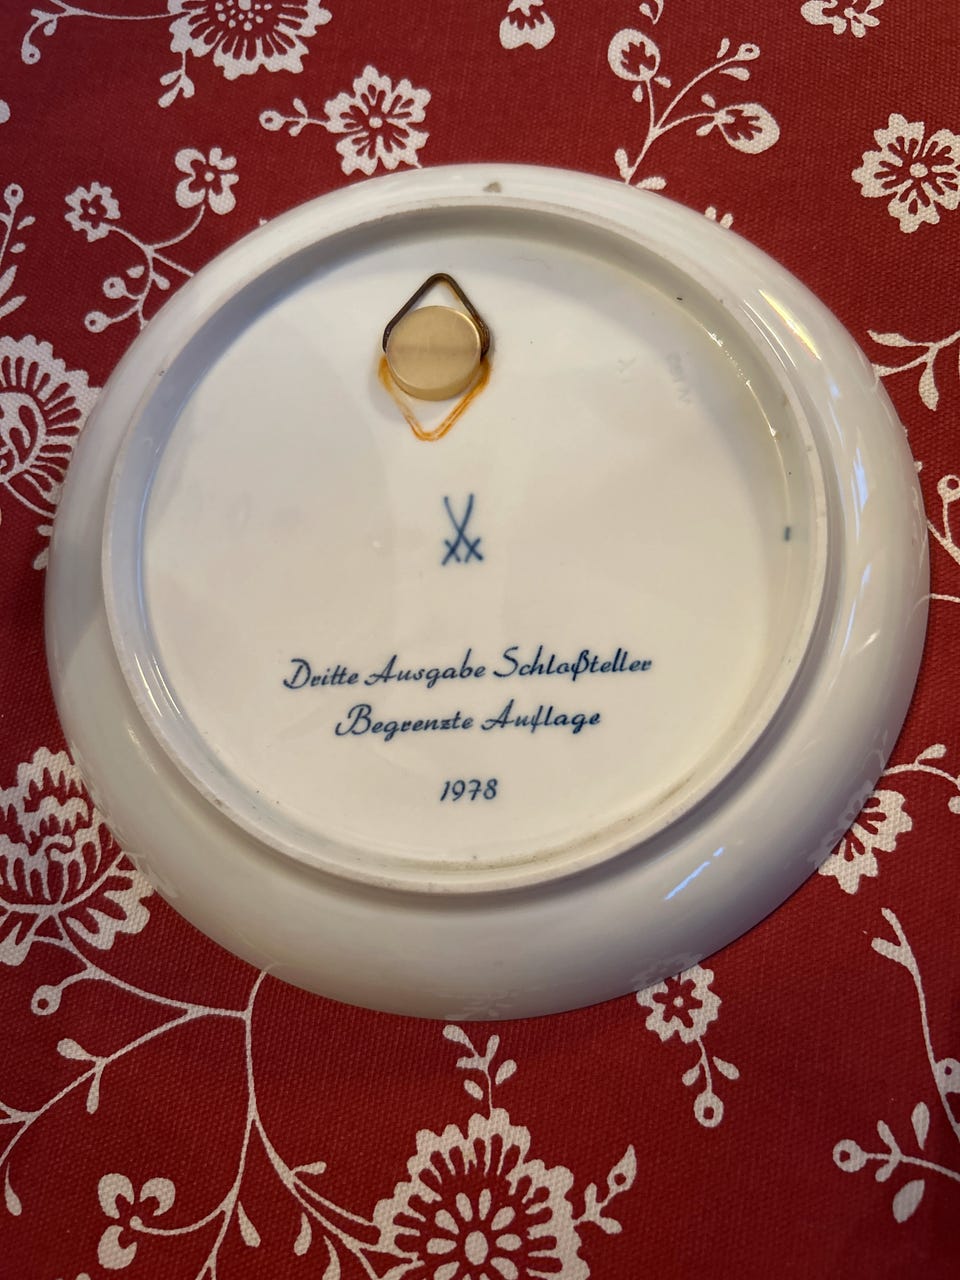 Dritte Ausgabe Schloßteller
Begrenzte Auflage
1978